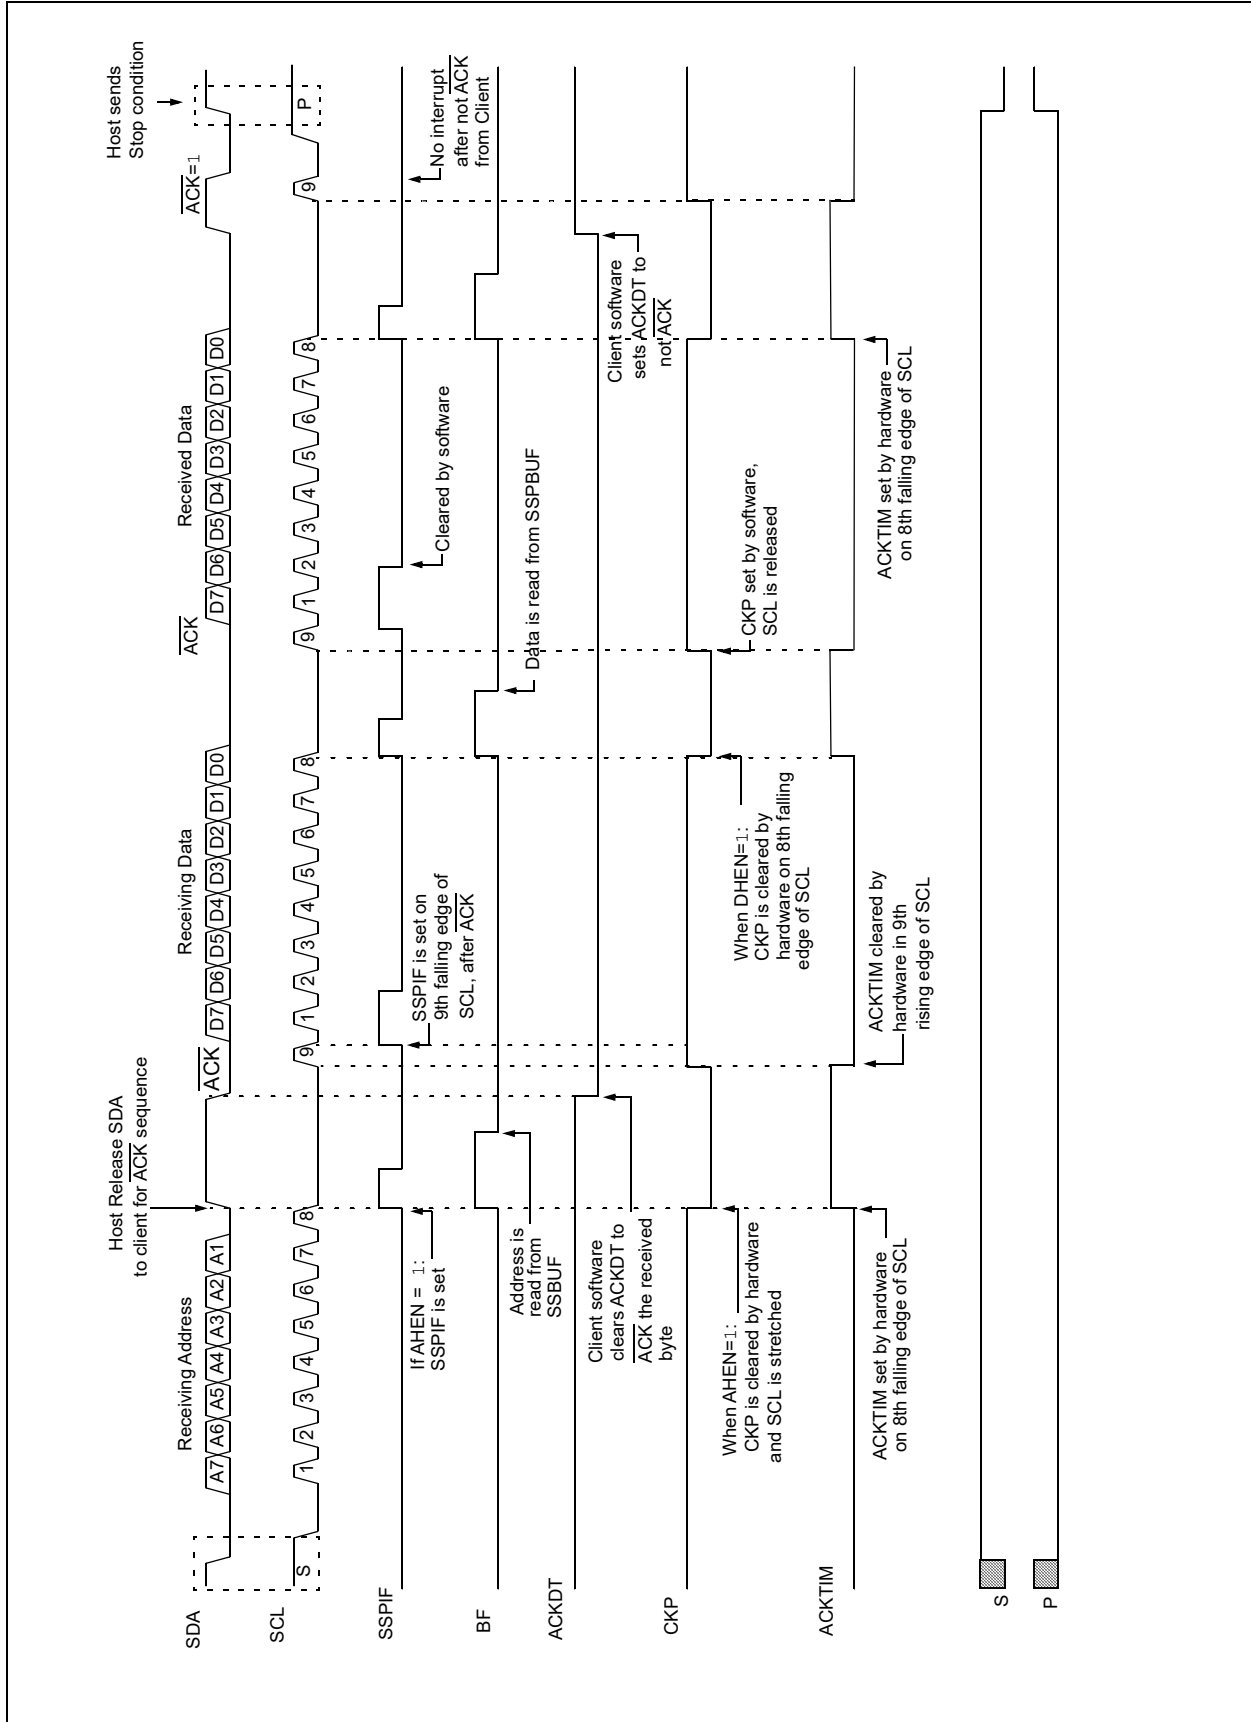 Host Release SDA
to client for ACK sequence
Host sends
Stop condition
Receiving Address
Receiving Data
Received Data
ACK
ACK
ACK=1
SDA
A7 A6 A5 A4 A3 A2 A1
D7 D6 D5 D4 D3 D2 D1 D0
D7 D6 D5 D4 D3 D2 D1 D0
SCL
S 1 2 3 4 5 6 7 8 9 1 2 3 4 5 6 7 8 9 1 2 3 4 5 6 7 8 9 P
SSPIF
If AHEN = 1:
SSPIF is set
SSPIF is set on
9th falling edge of
SCL, after ACK
Cleared by software
No interrupt
after not ACK
from Client
BF
Address is
read from
SSBUF
Data is read from SSPBUF
ACKDT
Client software
clears ACKDT to
ACK the received
byte
Client software
sets ACKDT to
not ACK
CKP
When AHEN=1:
CKP is cleared by hardware
and SCL is stretched
When DHEN=1:
CKP is cleared by
hardware on 8th falling
edge of SCL
CKP set by software,
SCL is released
ACKTIM
ACKTIM set by hardware
on 8th falling edge of SCL
ACKTIM cleared by
hardware in 9th
rising edge of SCL
ACKTIM set by hardware
on 8th falling edge of SCL
S
P